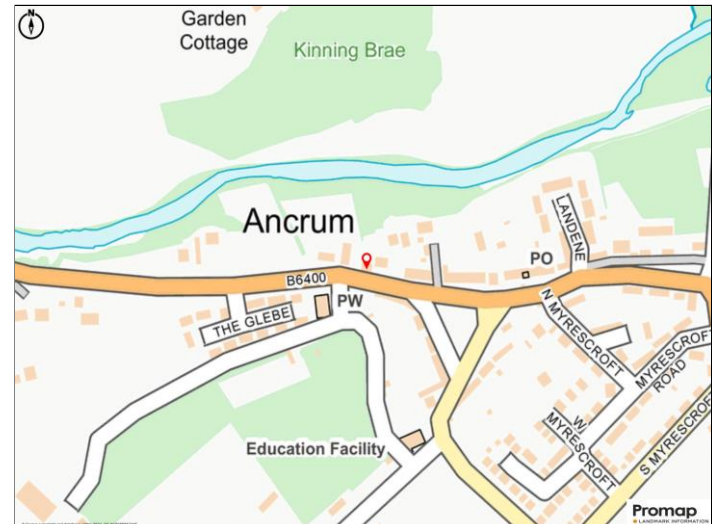 N
Garden
Cottage
Kinning Brae
Ancrum
LANDENE
PO
B6400
PW
THE GLEBE
N MYRESCROFT
MYRESCROFT
ROAD
W
MYRESCROFT
S MYRESCROFT
Education Facility
Promap
LANDMARK INFORMATION